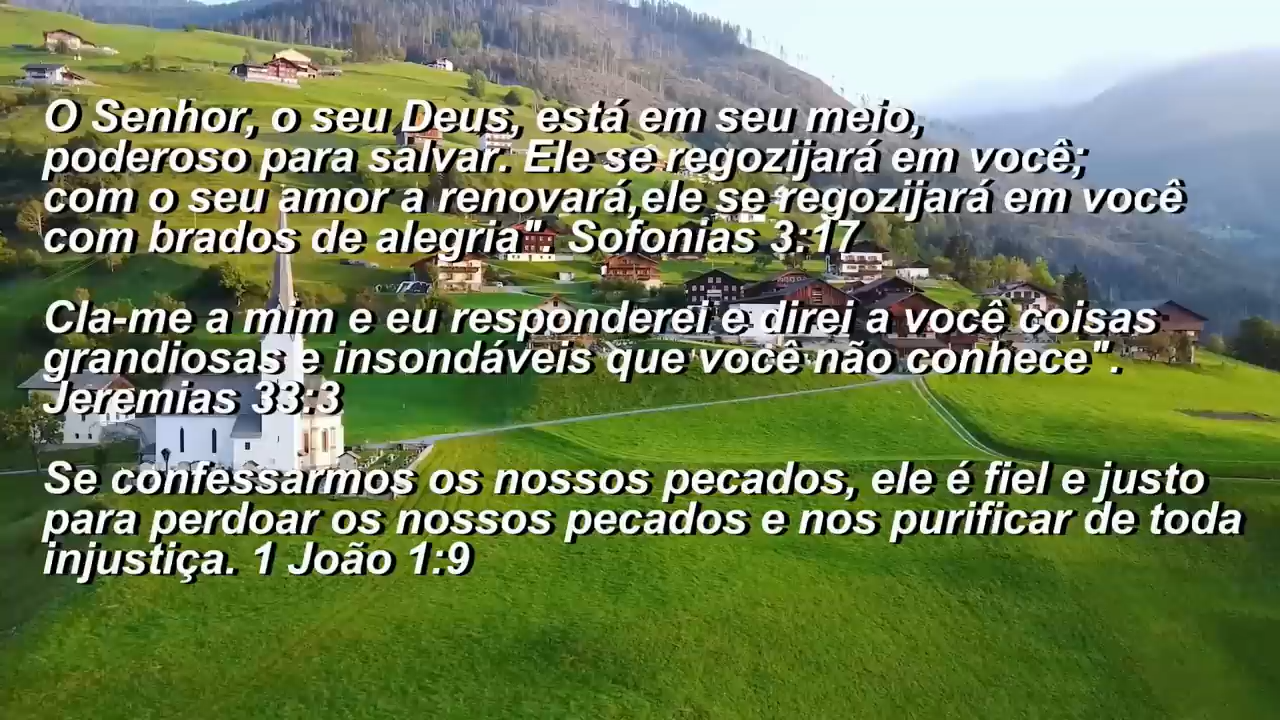 O Senhor, o seu Deus, está em seu meio,
poderoso para salvar. Ele se regozijará em você;
com o seu amor a renovará,ele se regozijará em você
com brados de alegria". Sofonias 3:17
Cla-me a mim e eu responderei e direi a você coisas
grandiosas e insondáveis que você não conhece".
Jeremias 33:3
Se confessarmos os nossos pecados, ele é fiel e justo
para perdoar os nossos pecados e nos purificar de toda
injustiça. 1 João 1:9